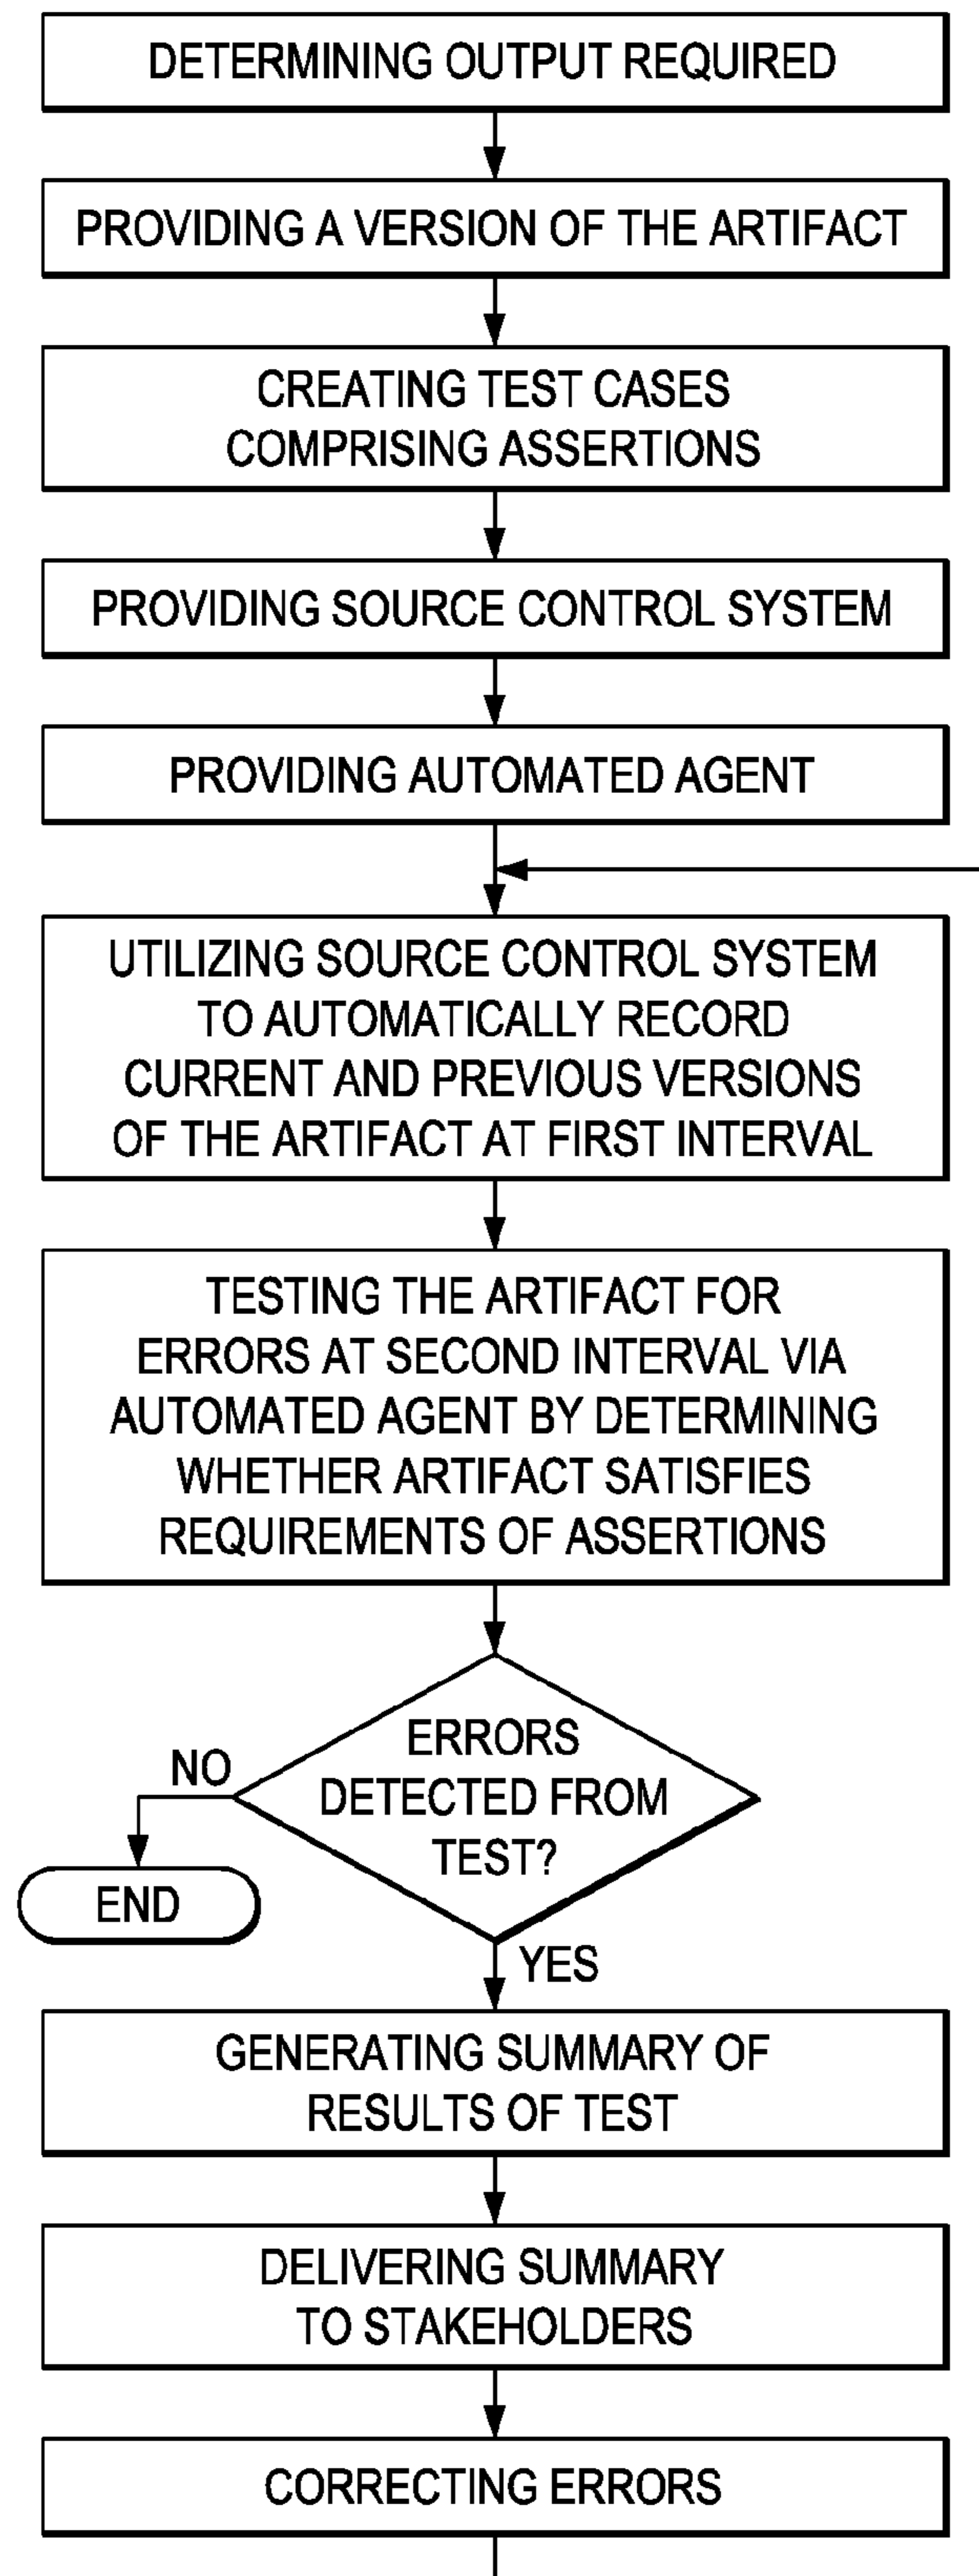 DETERMINING OUTPUT REQUIRED
PROVIDING A VERSION OF THE ARTIFACT
CREATING TEST CASES
COMPRISING ASSERTIONS
PROVIDING SOURCE CONTROL SYSTEM
PROVIDING AUTOMATED AGENT
UTILIZING SOURCE CONTROL SYSTEM
TO AUTOMATICALLY RECORD
CURRENT AND PREVIOUS VERSIONS
OF THE ARTIFACT AT FIRST INTERVAL
TESTING THE ARTIFACT FOR
ERRORS AT SECOND INTERVAL VIA
AUTOMATED AGENT BY DETERMINING
WHETHER ARTIFACT SATISFIES
REQUIREMENTS OF ASSERTIONS
ERRORS
DETECTED FROM
TEST?
NO
END
YES
GENERATING SUMMARY OF
RESULTS OF TEST
DELIVERING SUMMARY
TO STAKEHOLDERS
CORRECTING ERRORS